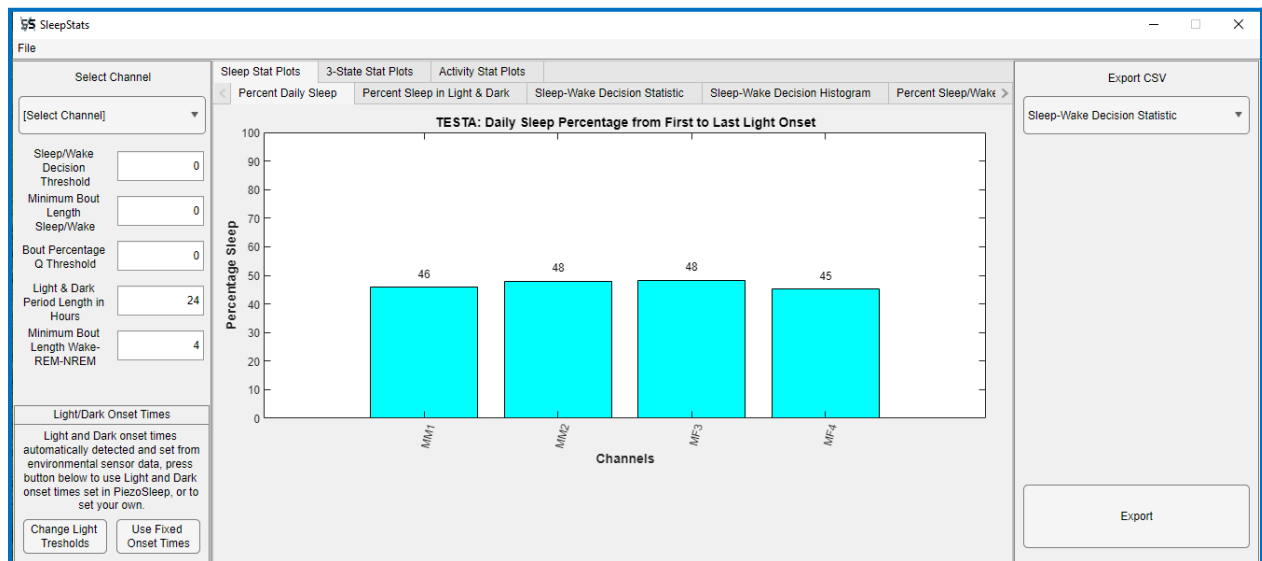 SS SleepStats
File
Select Channel
[Select Channel]
Sleep/Wake
Decision
Threshold
0
Minimum Bout
Length
Sleep/Wake
0
Bout Percentage
Q Threshold
0
Light & Dark
Period Length in
Hours
24
Minimum Bout
Length Wake-
REM-NREM
4
Light/Dark Onset Times
Light and Dark onset times
automatically detected and set from
environmental sensor data, press
button below to use Light and Dark
onset times set in PiezoSleep, or to
set your own.
Change Light
Tresholds
Use Fixed
Onset Times
Sleep Stat Plots
3-State Stat Plots
Activity Stat Plots
Percent Daily Sleep
Percent Sleep in Light & Dark
Sleep-Wake Decision Statistic
Sleep-Wake Decision Histogram
Percent Sleep/Wake
TESTA: Daily Sleep Percentage from First to Last Light Onset
Percentage Sleep
100
90
80
70
60
50
40
30
20
10
0
46
48
48
45
MM1
MM2
MF3
MF4
Channels
Export CSV
Sleep-Wake Decision Statistic
Export